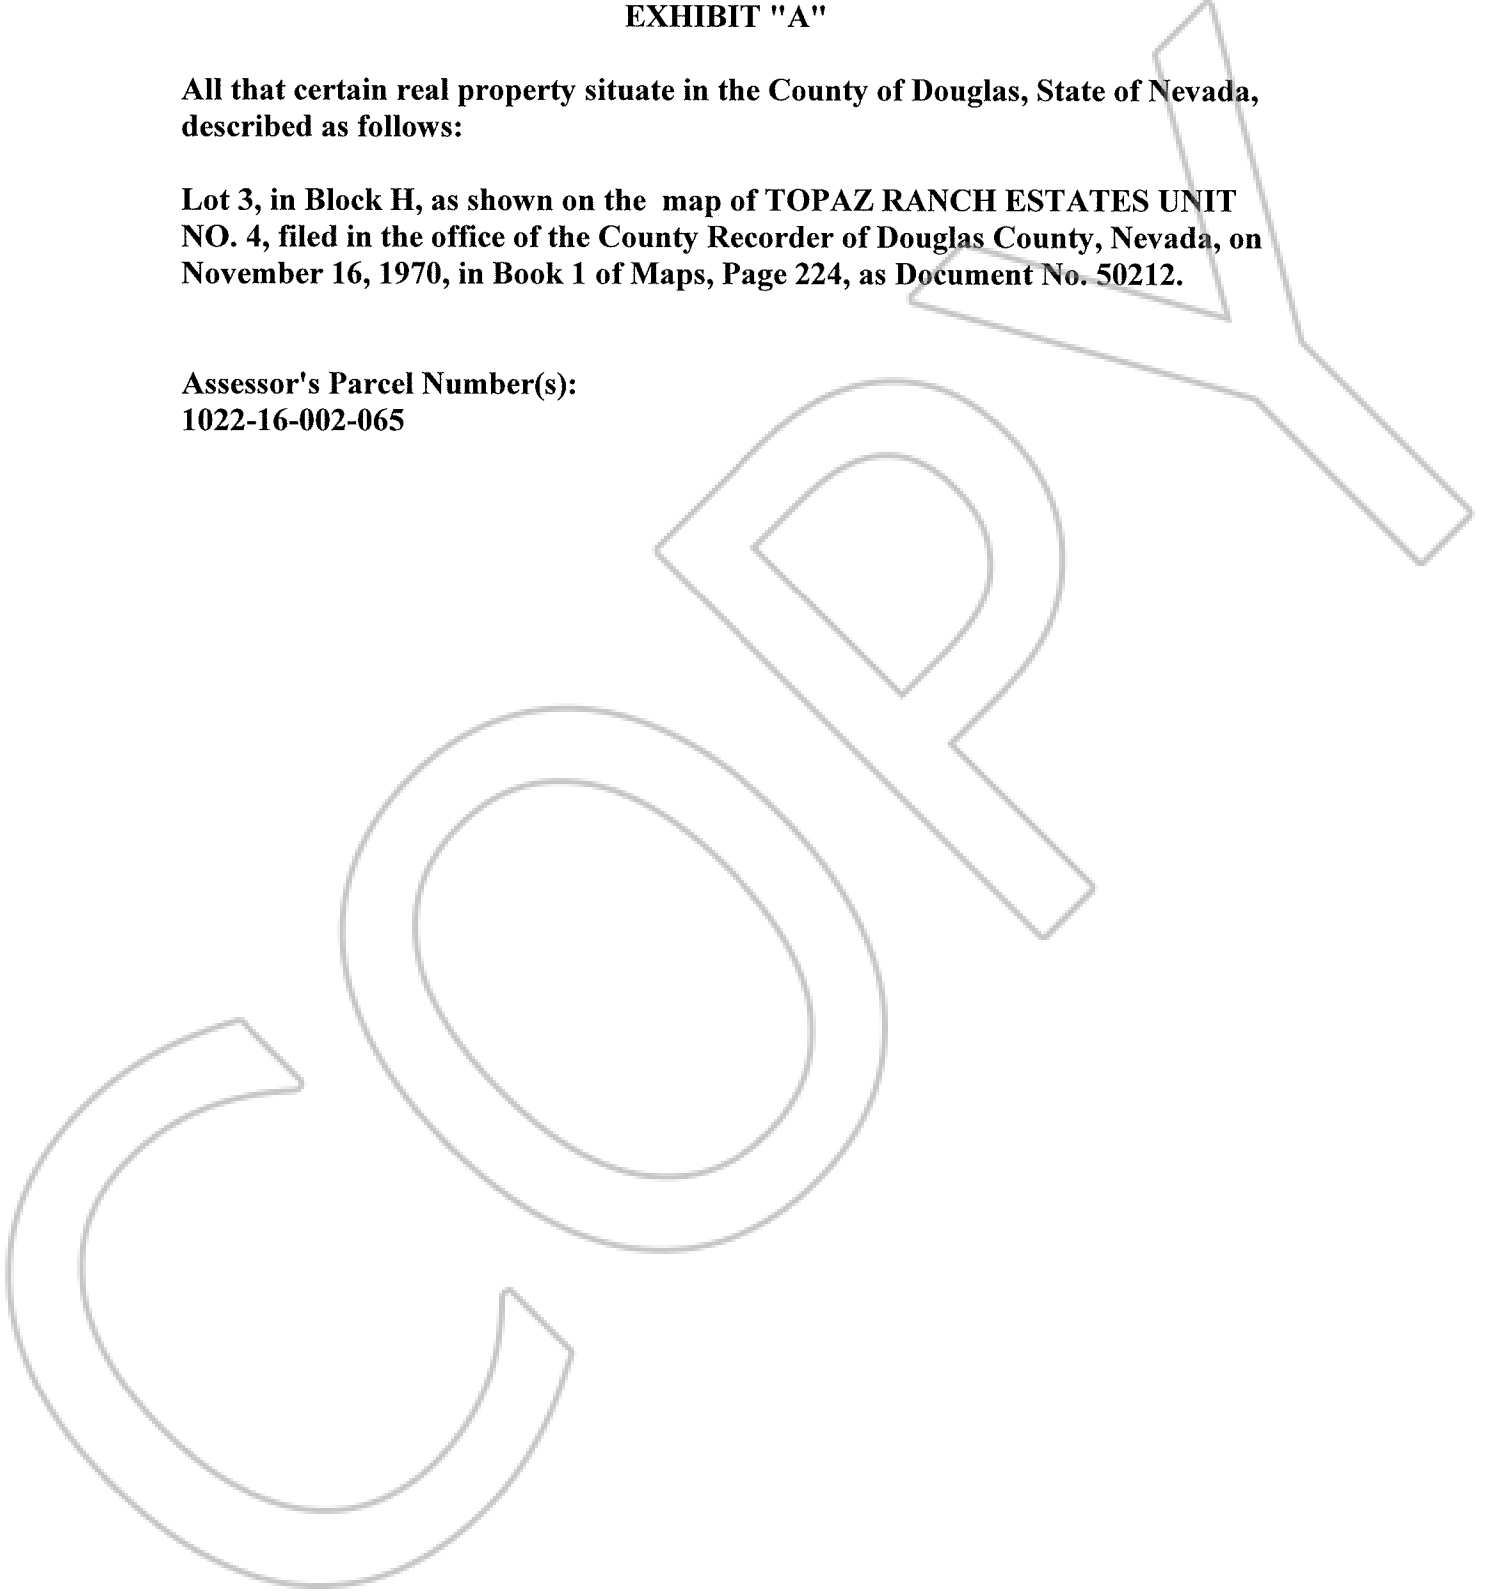 EXHIBIT "A"
All that certain real property situate in the County of Douglas, State of Nevada,
described as follows:
Lot 3, in Block H, as shown on the map of TOPAZ RANCH ESTATES UNIT
NO. 4, filed in the office of the County Recorder of Douglas County, Nevada, on
November 16, 1970, in Book 1 of Maps, Page 224, as Document No. 50212.
Assessor's Parcel Number(s):
1022-16-002-065
COPY